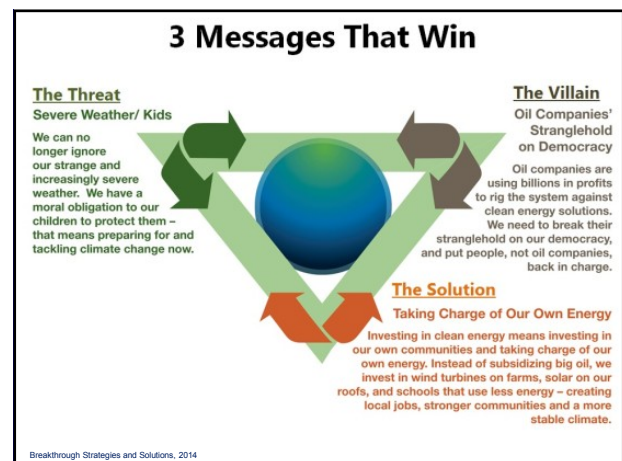 3 Messages That Win
The Threat
Severe Weather/ Kids
We can no
longer ignore
our strange and
increasingly severe
weather. We have a
moral obligation to our
children to protect them –
that means preparing for and
tackling climate change now.
The Villain
Oil Companies'
Stranglehold
on Democracy
Oil companies are
using billions in profits
to rig the system against
clean energy solutions.
We need to break their
stranglehold on our democracy,
and put people, not oil companies,
back in charge.
The Solution
Taking Charge of Our Own Energy
Investing in clean energy means investing in
our own communities and taking charge of our
own energy. Instead of subsidizing big oil, we
invest in wind turbines on farms, solar on our
roofs, and schools that use less energy – creating
local jobs, stronger communities and a more
stable climate.
Breakthrough Strategies and Solutions, 2014